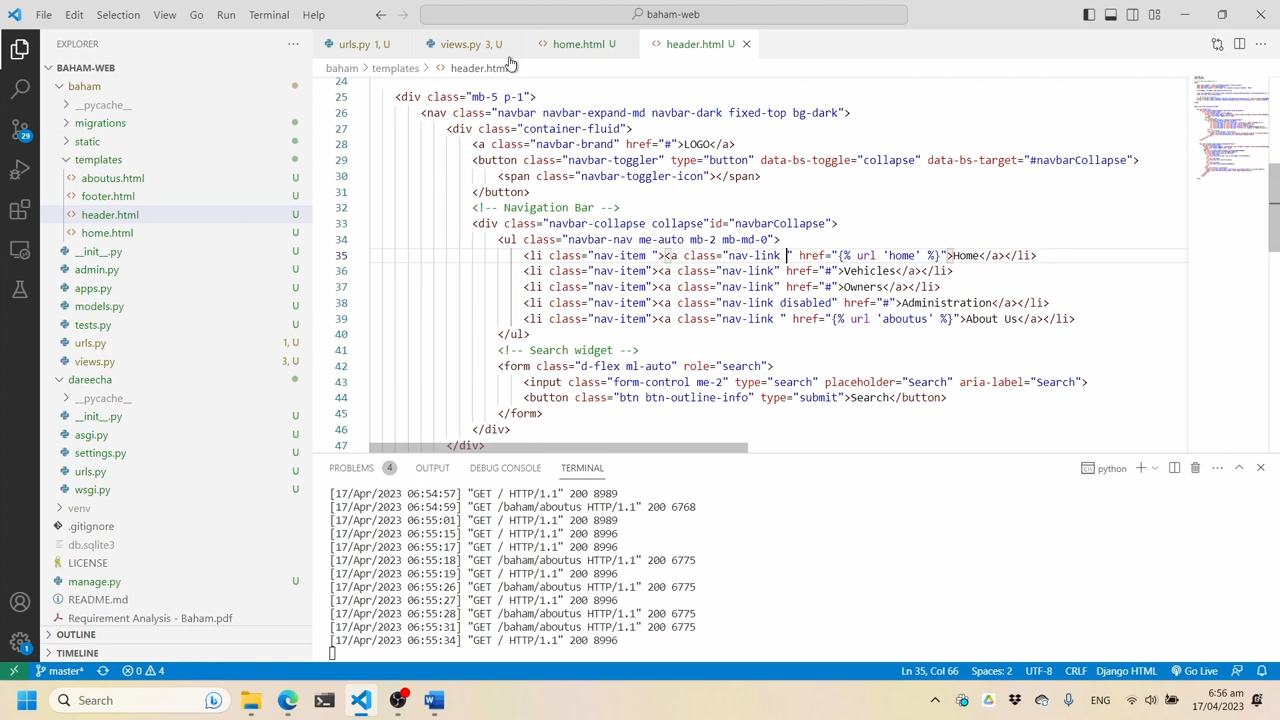 File Edit Selection View Go Run Terminal Help
baham-web
EXPLORER
BAHAM-WEB
baham
__pycache__
migrations
static
templates
aboutus.html U
footer.html U
header.html U
home.html U
__init__.py U
admin.py U
apps.py U
models.py U
tests.py U
urls.py 1, U
views.py 3, U
dareecha
__pycache__
__init__.py U
asgi.py U
settings.py U
urls.py U
wsgi.py U
venv
.gitignore
db.sqlite3
LICENSE
manage.py U
README.md
Requirement Analysis - Baham.pdf
OUTLINE
TIMELINE
urls.py 1, U views.py 3, U home.html U header.html U
baham > templates > header.html
24
25 <div class="mb-
26 class=" navbar-expand-md navbar-dark fixed-top bg-dark">
27 <div class="container-fluid">
28 <a class="navbar-brand" href="#">LOGO</a>
29 <button class="navbar-toggler" type="button"
30 <span class="navbar-toggler-icon"></span>
31 </button>
32 <!-- Navigation Bar -->
33 <div class="navbar-collapse collapse"id="navbarCollapse">
34 <ul class="navbar-nav me-auto mb-2 mb-md-0">
35 <li class="nav-item "><a class="nav-link " href="{% url 'home' %}">Home</a></li>
36 <li class="nav-item"><a class="nav-link" href="#">Vehicles</a></li>
37 <li class="nav-item"><a class="nav-link" href="#">Owners</a></li>
38 <li class="nav-item"><a class="nav-link disabled" href="#">Administration</a></li>
39 <li class="nav-item"><a class="nav-link " href="{% url 'aboutus' %}">About Us</a></li>
40 </ul>
41 <!-- Search widget -->
42 <form class="d-flex ml-auto" role="search">
43 <input class="form-control me-2" type="search" placeholder="Search" aria-label="Search">
44 <button class="btn btn-outline-info" type="submit">Search</button>
45 </form>
46 </div>
47 </div>
PROBLEMS 4 OUTPUT DEBUG CONSOLE TERMINAL
python
[17/Apr/2023 06:54:57] "GET / HTTP/1.1" 200 8989
[17/Apr/2023 06:54:59] "GET /baham/aboutus HTTP/1.1" 200 6768
[17/Apr/2023 06:55:01] "GET / HTTP/1.1" 200 8989
[17/Apr/2023 06:55:15] "GET / HTTP/1.1" 200 8996
[17/Apr/2023 06:55:17] "GET / HTTP/1.1" 200 8996
[17/Apr/2023 06:55:18] "GET /baham/aboutus HTTP/1.1" 200 6775
[17/Apr/2023 06:55:19] "GET / HTTP/1.1" 200 8996
[17/Apr/2023 06:55:26] "GET /baham/aboutus HTTP/1.1" 200 6775
[17/Apr/2023 06:55:27] "GET / HTTP/1.1" 200 8996
[17/Apr/2023 06:55:28] "GET /baham/aboutus HTTP/1.1" 200 6775
[17/Apr/2023 06:55:31] "GET /baham/aboutus HTTP/1.1" 200 6775
[17/Apr/2023 06:55:34] "GET / HTTP/1.1" 200 8996
29
1
master* 0 4 Ln 35, Col 66 Spaces: 2 UTF-8 CRLF Django HTML Go Live
Search ENG 6:56 am
17/04/2023